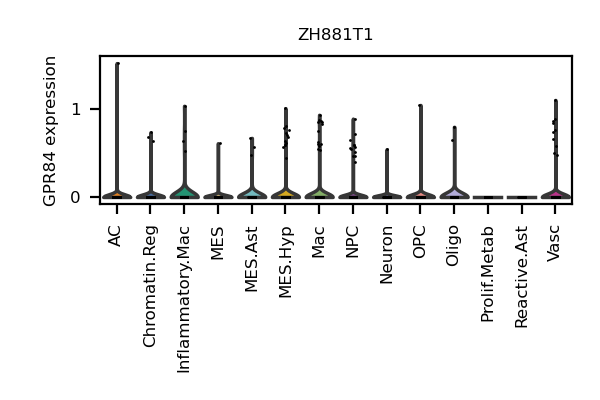 ZH881T1
GPR84 expression
1
0
AC
Chromatin.Reg
Inflammatory.Mac
MES
MES.Ast
MES.Hyp
Mac
NPC
Neuron
OPC
Oligo
Prolif.Metab
Reactive.Ast
Vasc